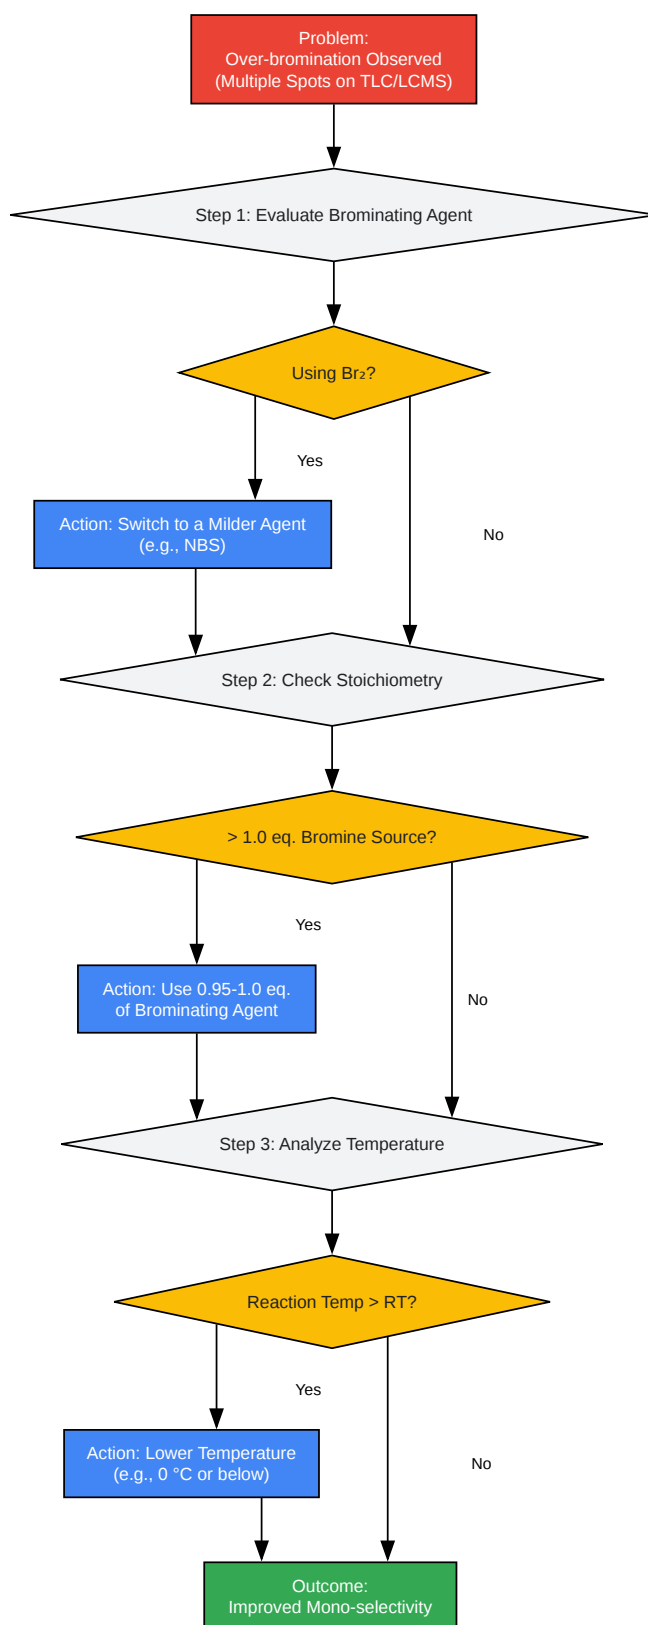 Problem:
Over-bromination Observed
(Multiple Spots on TLC/LCMS)
Step 1: Evaluate Brominating Agent
Using Br₂?
Yes
Action: Switch to a Milder Agent
(e.g., NBS)
No
Step 2: Check Stoichiometry
> 1.0 eq. Bromine Source?
Yes
Action: Use 0.95-1.0 eq.
of Brominating Agent
No
Step 3: Analyze Temperature
Reaction Temp > RT?
Yes
Action: Lower Temperature
(e.g., 0 °C or below)
No
Outcome:
Improved Mono-selectivity